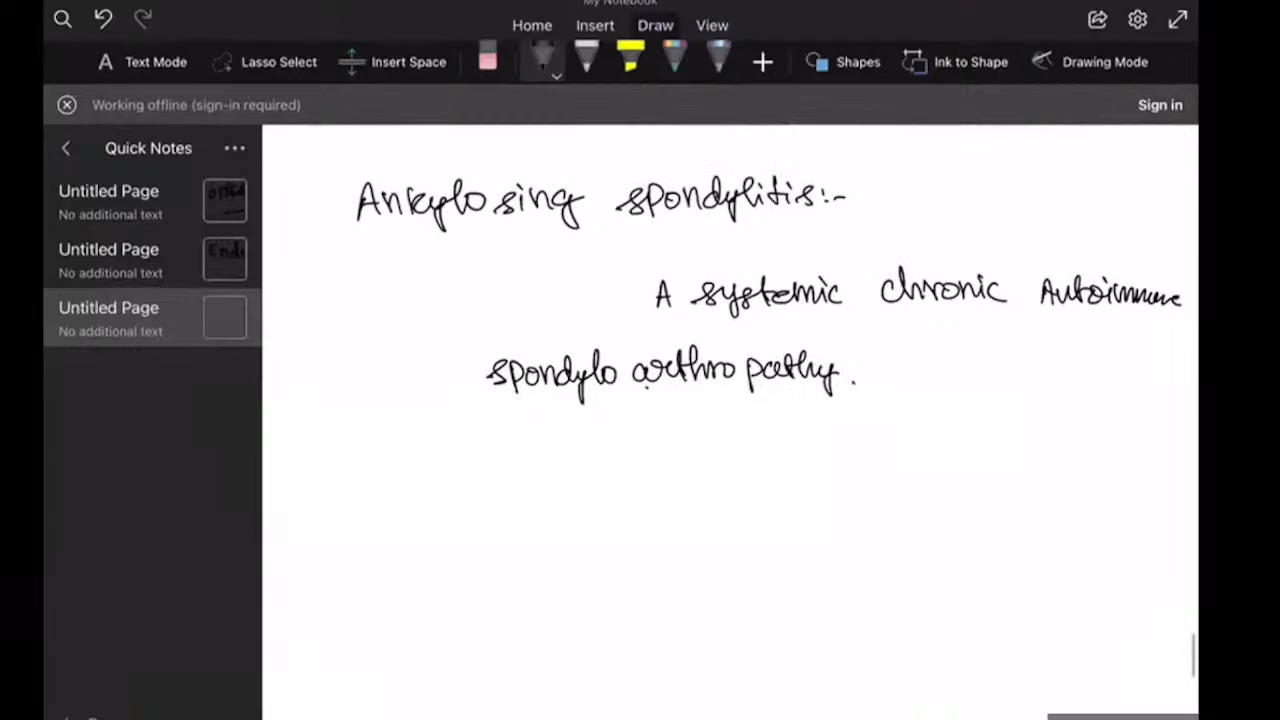 My Notebook
Home Insert Draw View
Text Mode Lasso Select Insert Space Shapes Ink to Shape Drawing Mode
Working offline (sign-in required) Sign in
Quick Notes
Untitled Page
No additional text
Untitled Page
No additional text
Untitled Page
No additional text
Ankylosing spondylitis:-
A systemic chronic Autoimmune
spondylo arthropathy.